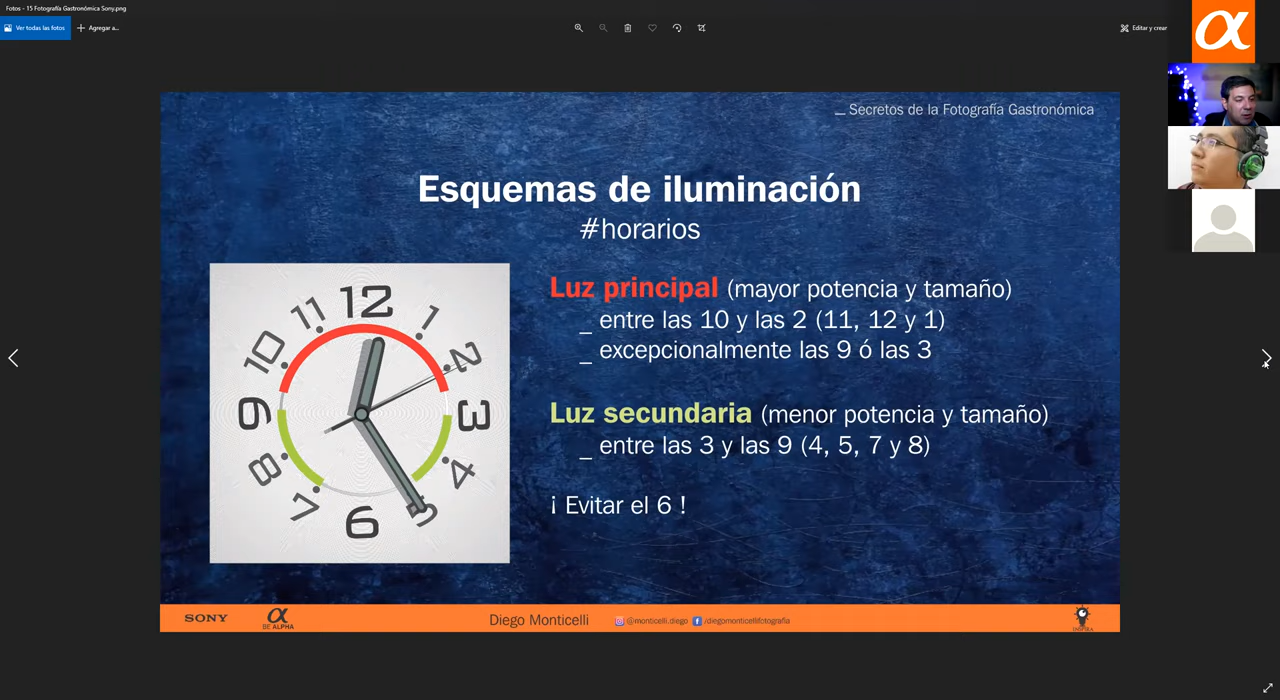 Fotos - 15 Fotografía Gastronómica Sony.png
Ver todas las fotos
Agregar a...
Editar y crear
α
_ Secretos de la Fotografía Gastronómica
Esquemas de iluminación
#horarios
12
1
2
3
4
5
6
7
8
9
10
11
Luz principal (mayor potencia y tamaño)
_ entre las 10 y las 2 (11, 12 y 1)
_ excepcionalmente las 9 ó las 3
Luz secundaria (menor potencia y tamaño)
_ entre las 3 y las 9 (4, 5, 7 y 8)
¡ Evitar el 6 !
SONY
α
BE ALPHA
Diego Monticelli
@monticelli.diego
/diegomonticellifotografia